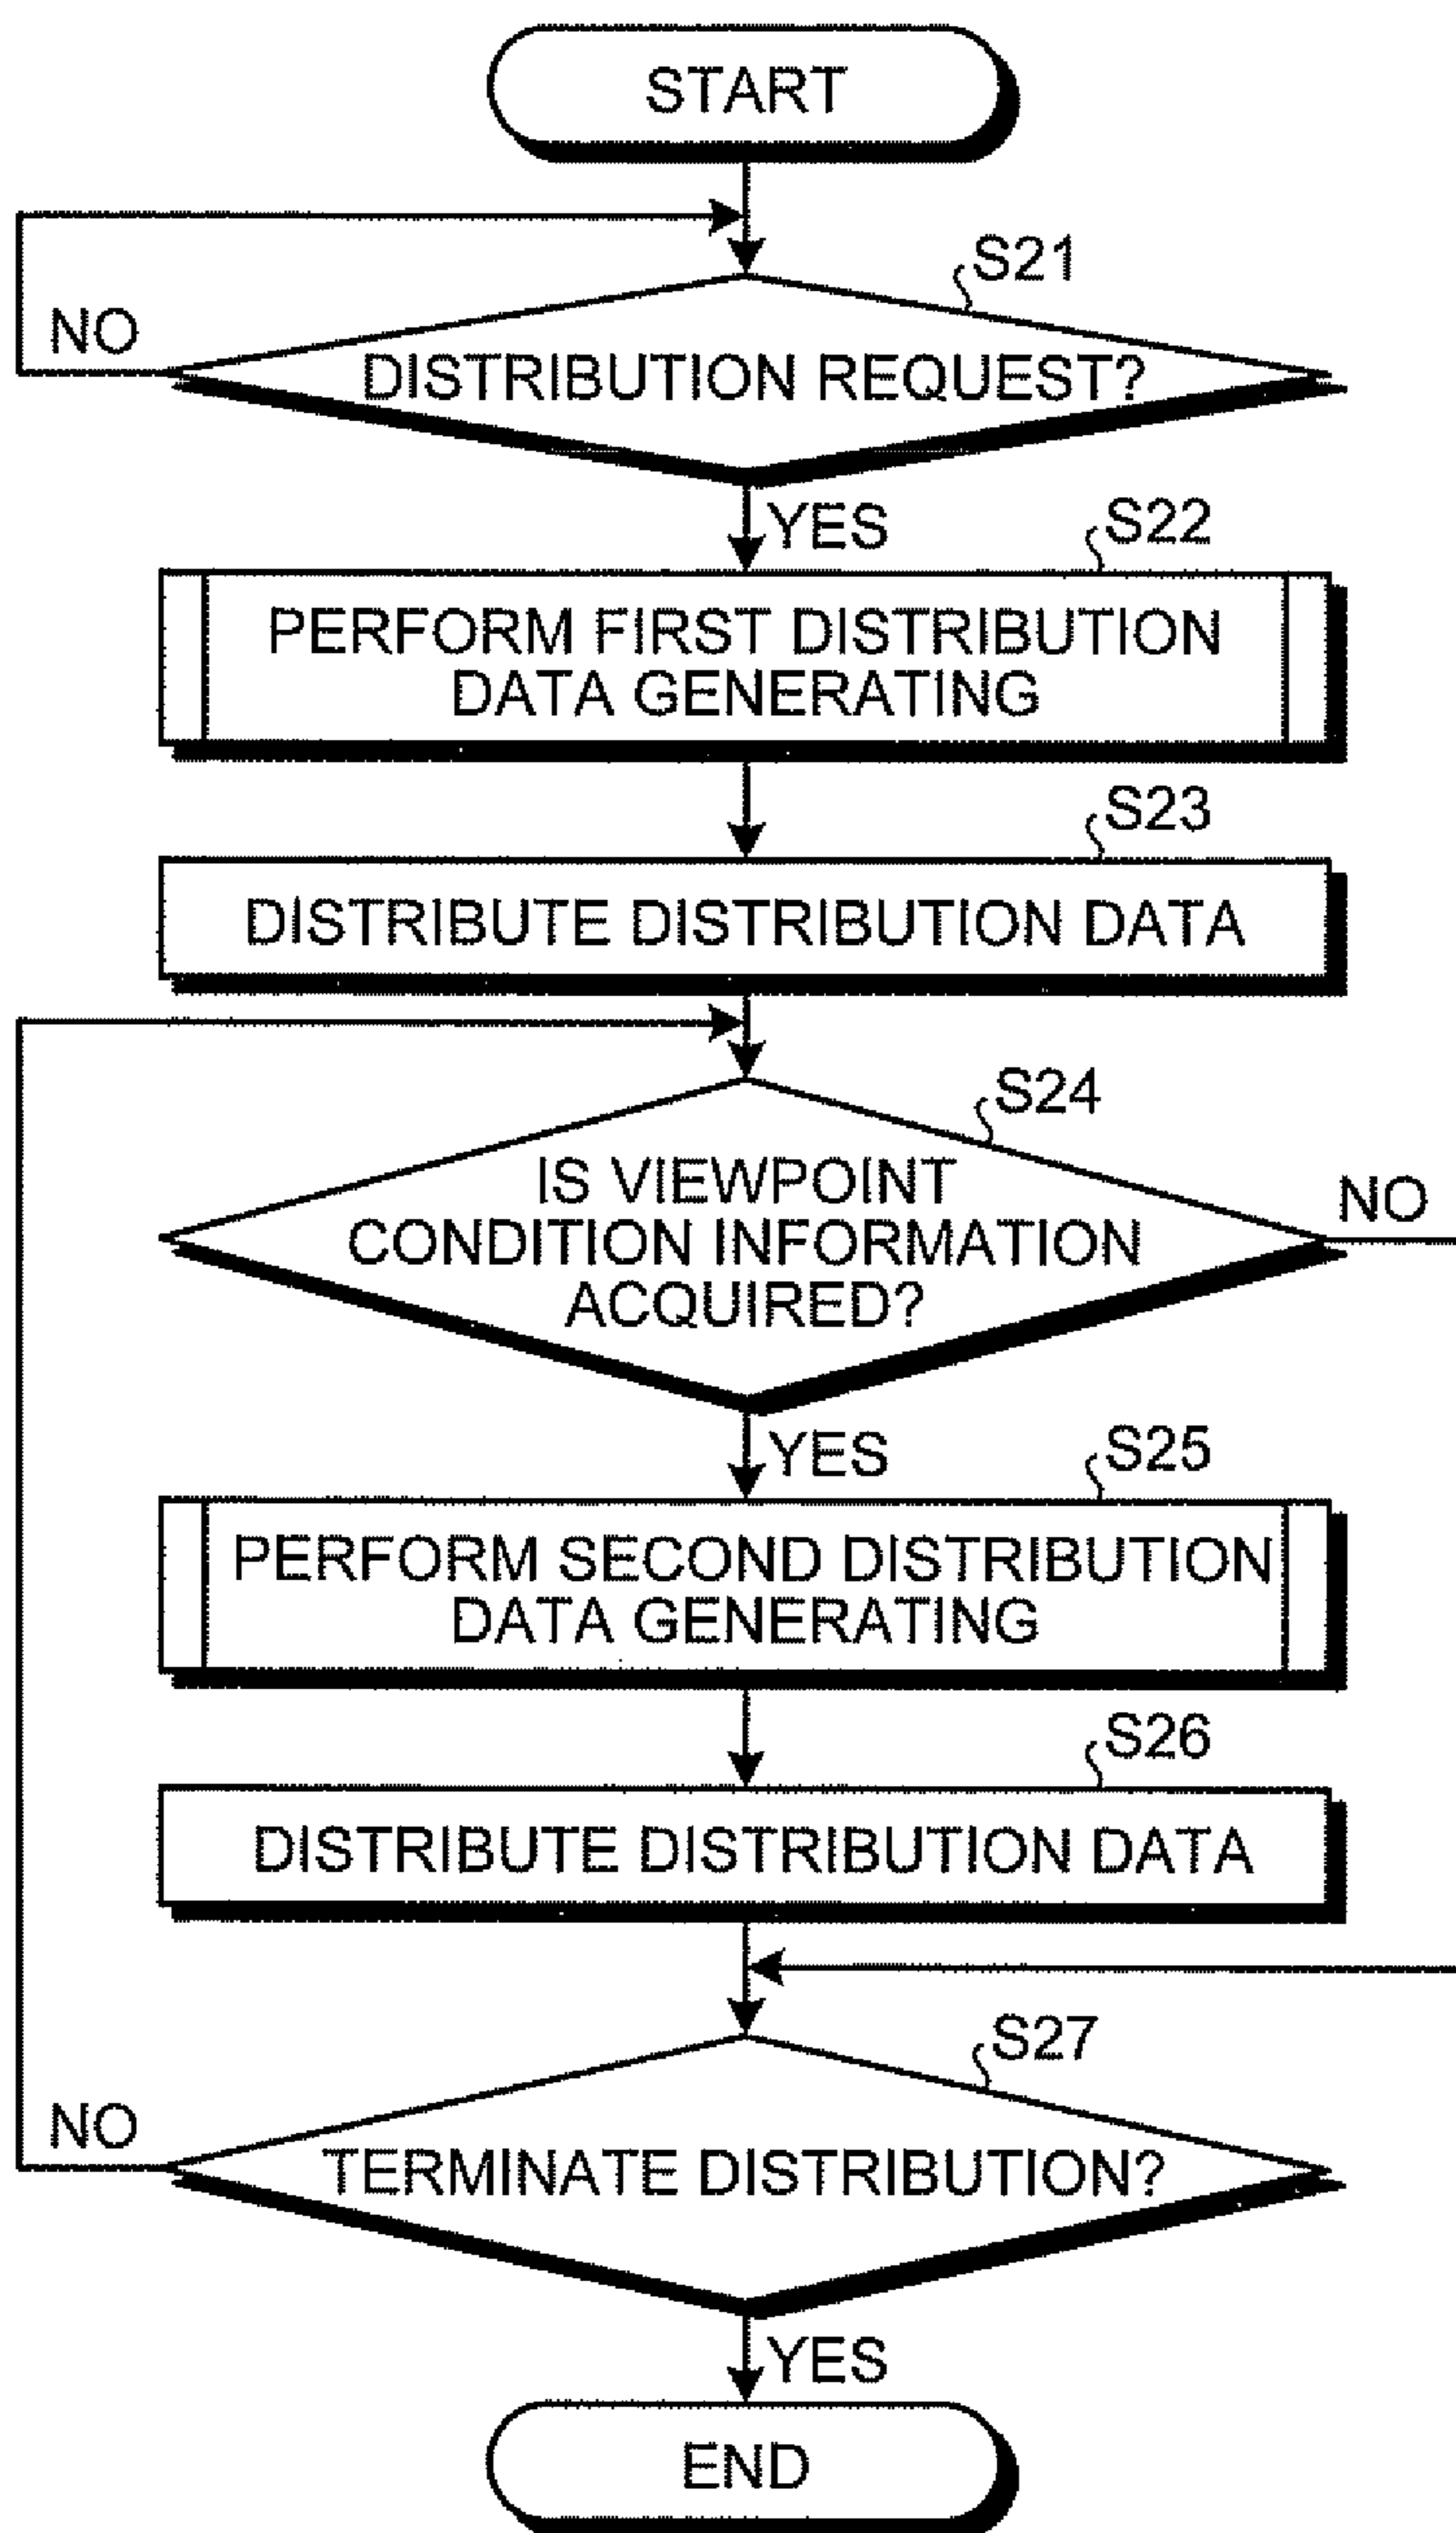 START
S21
NO
DISTRIBUTION REQUEST?
YES
S22
PERFORM FIRST DISTRIBUTION
DATA GENERATING
S23
DISTRIBUTE DISTRIBUTION DATA
S24
IS VIEWPOINT
CONDITION INFORMATION
ACQUIRED?
NO
YES
S25
PERFORM SECOND DISTRIBUTION
DATA GENERATING
S26
DISTRIBUTE DISTRIBUTION DATA
S27
NO
TERMINATE DISTRIBUTION?
YES
END